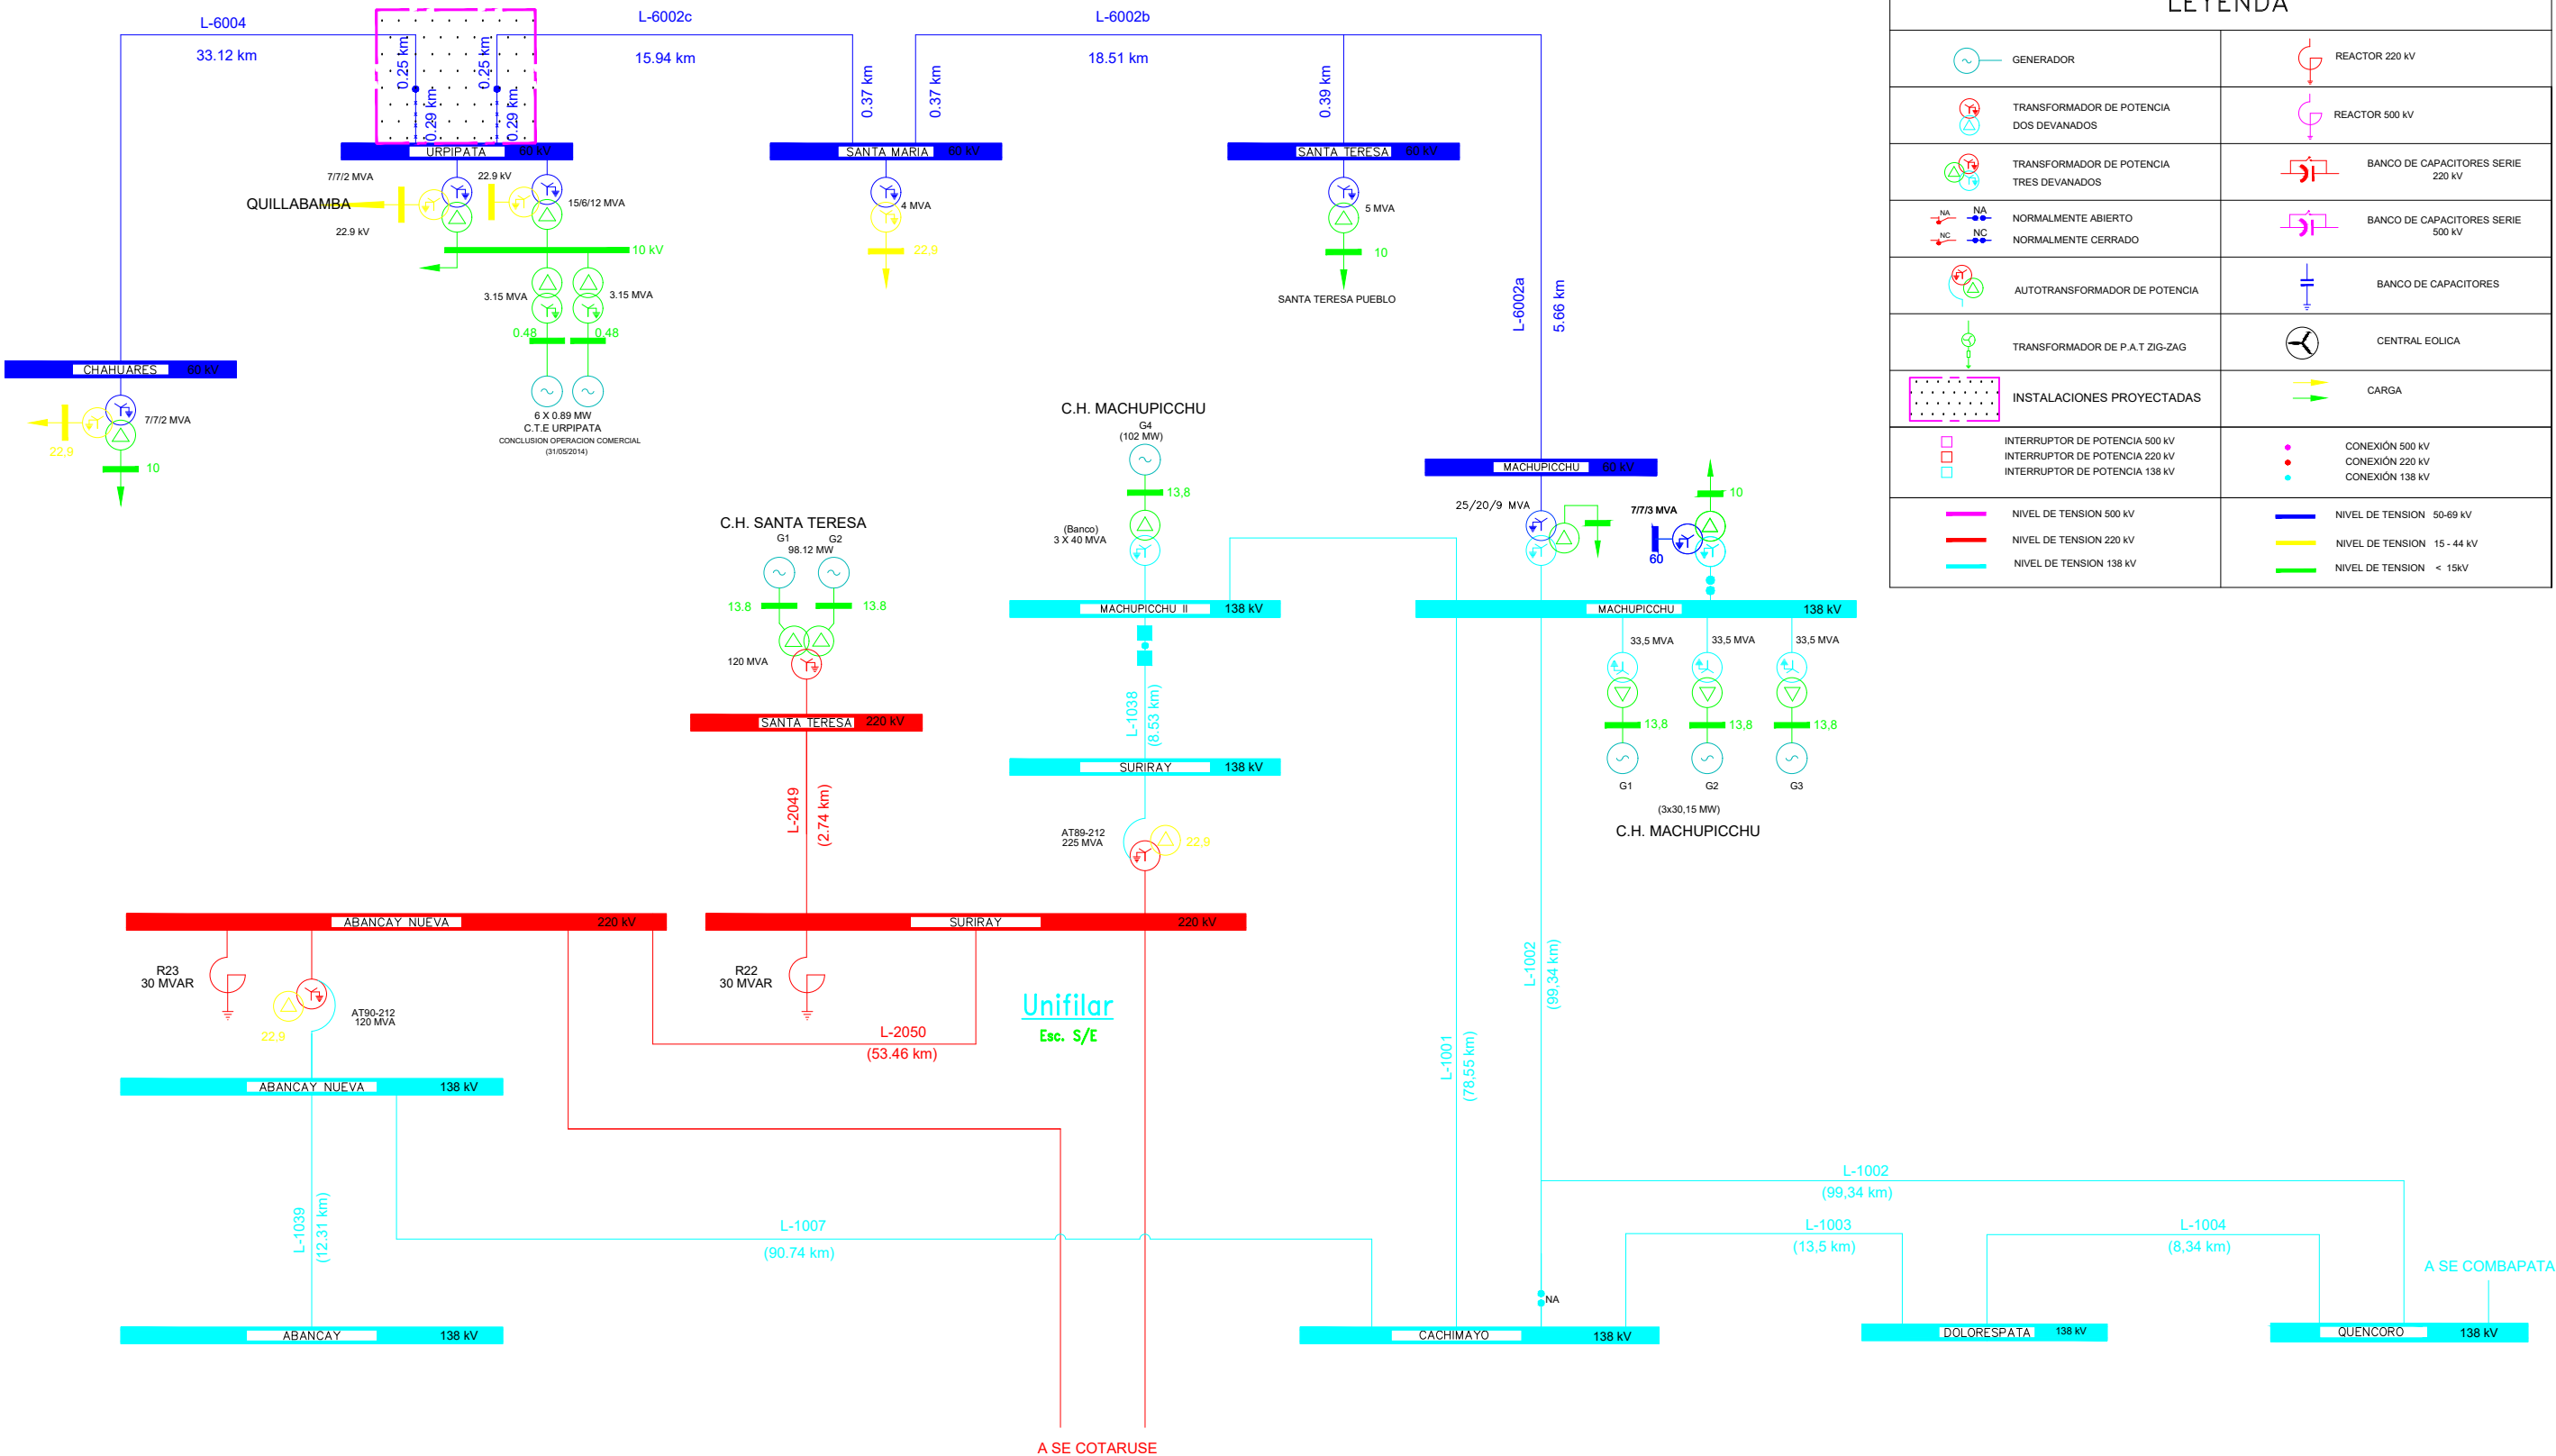 L-6004
33.12 km
0.25 km
0.29 km
0.25 km
0.29 km
L-6002c
15.94 km
0.37 km
0.37 km
L-6002b
18.51 km
0.39 km
URPIPATA 60 kV
SANTA MARIA 60 kV
SANTA TERESA 60 kV
7/7/2 MVA
22.9 kV
QUILLABAMBA
22.9 kV
15/6/12 MVA
10 kV
3.15 MVA
3.15 MVA
0.48
0.48
6 X 0.89 MW
C.T.E URPIPATA
CONCLUSION OPERACION COMERCIAL
(31/05/2014)
4 MVA
22,9
5 MVA
10
SANTA TERESA PUEBLO
L-6002a
5.66 km
CHAHUARES 60 kV
7/7/2 MVA
22,9
10
C.H. MACHUPICCHU
G4
(102 MW)
13,8
(Banco)
3 X 40 MVA
MACHUPICCHU 60 kV
25/20/9 MVA
7/7/3 MVA
10
60
C.H. SANTA TERESA
G1 G2
98.12 MW
13.8
13.8
120 MVA
MACHUPICCHU II 138 kV
MACHUPICCHU 138 kV
33,5 MVA
33,5 MVA
33,5 MVA
13,8
13,8
13,8
G1
G2
G3
(3x30,15 MW)
C.H. MACHUPICCHU
SANTA TERESA 220 kV
L-1038
(8.53 km)
SURIRAY 138 kV
L-2049
(2.74 km)
AT89-212
225 MVA
22,9
ABANCAY NUEVA 220 kV
SURIRAY 220 kV
R23
30 MVAR
22.9
AT90-212
120 MVA
R22
30 MVAR
L-2050
(53.46 km)
Unifilar
Esc. S/E
L-1002
(99,34 km)
L-1001
(78,55 km)
ABANCAY NUEVA 138 kV
L-1039
(12.31 km)
L-1007
(90.74 km)
L-1002
(99,34 km)
L-1003
(13,5 km)
L-1004
(8,34 km)
A SE COMBAPATA
NA
ABANCAY 138 kV
CACHIMAYO 138 kV
DOLORESPATA 138 kV
QUENCORO 138 kV
A SE COTARUSE
LEYENDA
GENERADOR
REACTOR 220 kV
TRANSFORMADOR DE POTENCIA
DOS DEVANADOS
REACTOR 500 kV
TRANSFORMADOR DE POTENCIA
TRES DEVANADOS
BANCO DE CAPACITORES SERIE
220 kV
NA NA NORMALMENTE ABIERTO
NC NC NORMALMENTE CERRADO
BANCO DE CAPACITORES SERIE
500 kV
AUTOTRANSFORMADOR DE POTENCIA
BANCO DE CAPACITORES
TRANSFORMADOR DE P.A.T ZIG-ZAG
CENTRAL EOLICA
INSTALACIONES PROYECTADAS
CARGA
INTERRUPTOR DE POTENCIA 500 kV
INTERRUPTOR DE POTENCIA 220 kV
INTERRUPTOR DE POTENCIA 138 kV
CONEXIÓN 500 kV
CONEXIÓN 220 kV
CONEXIÓN 138 kV
NIVEL DE TENSION 500 kV
NIVEL DE TENSION 220 kV
NIVEL DE TENSION 138 kV
NIVEL DE TENSION 50-69 kV
NIVEL DE TENSION 15 - 44 kV
NIVEL DE TENSION < 15kV